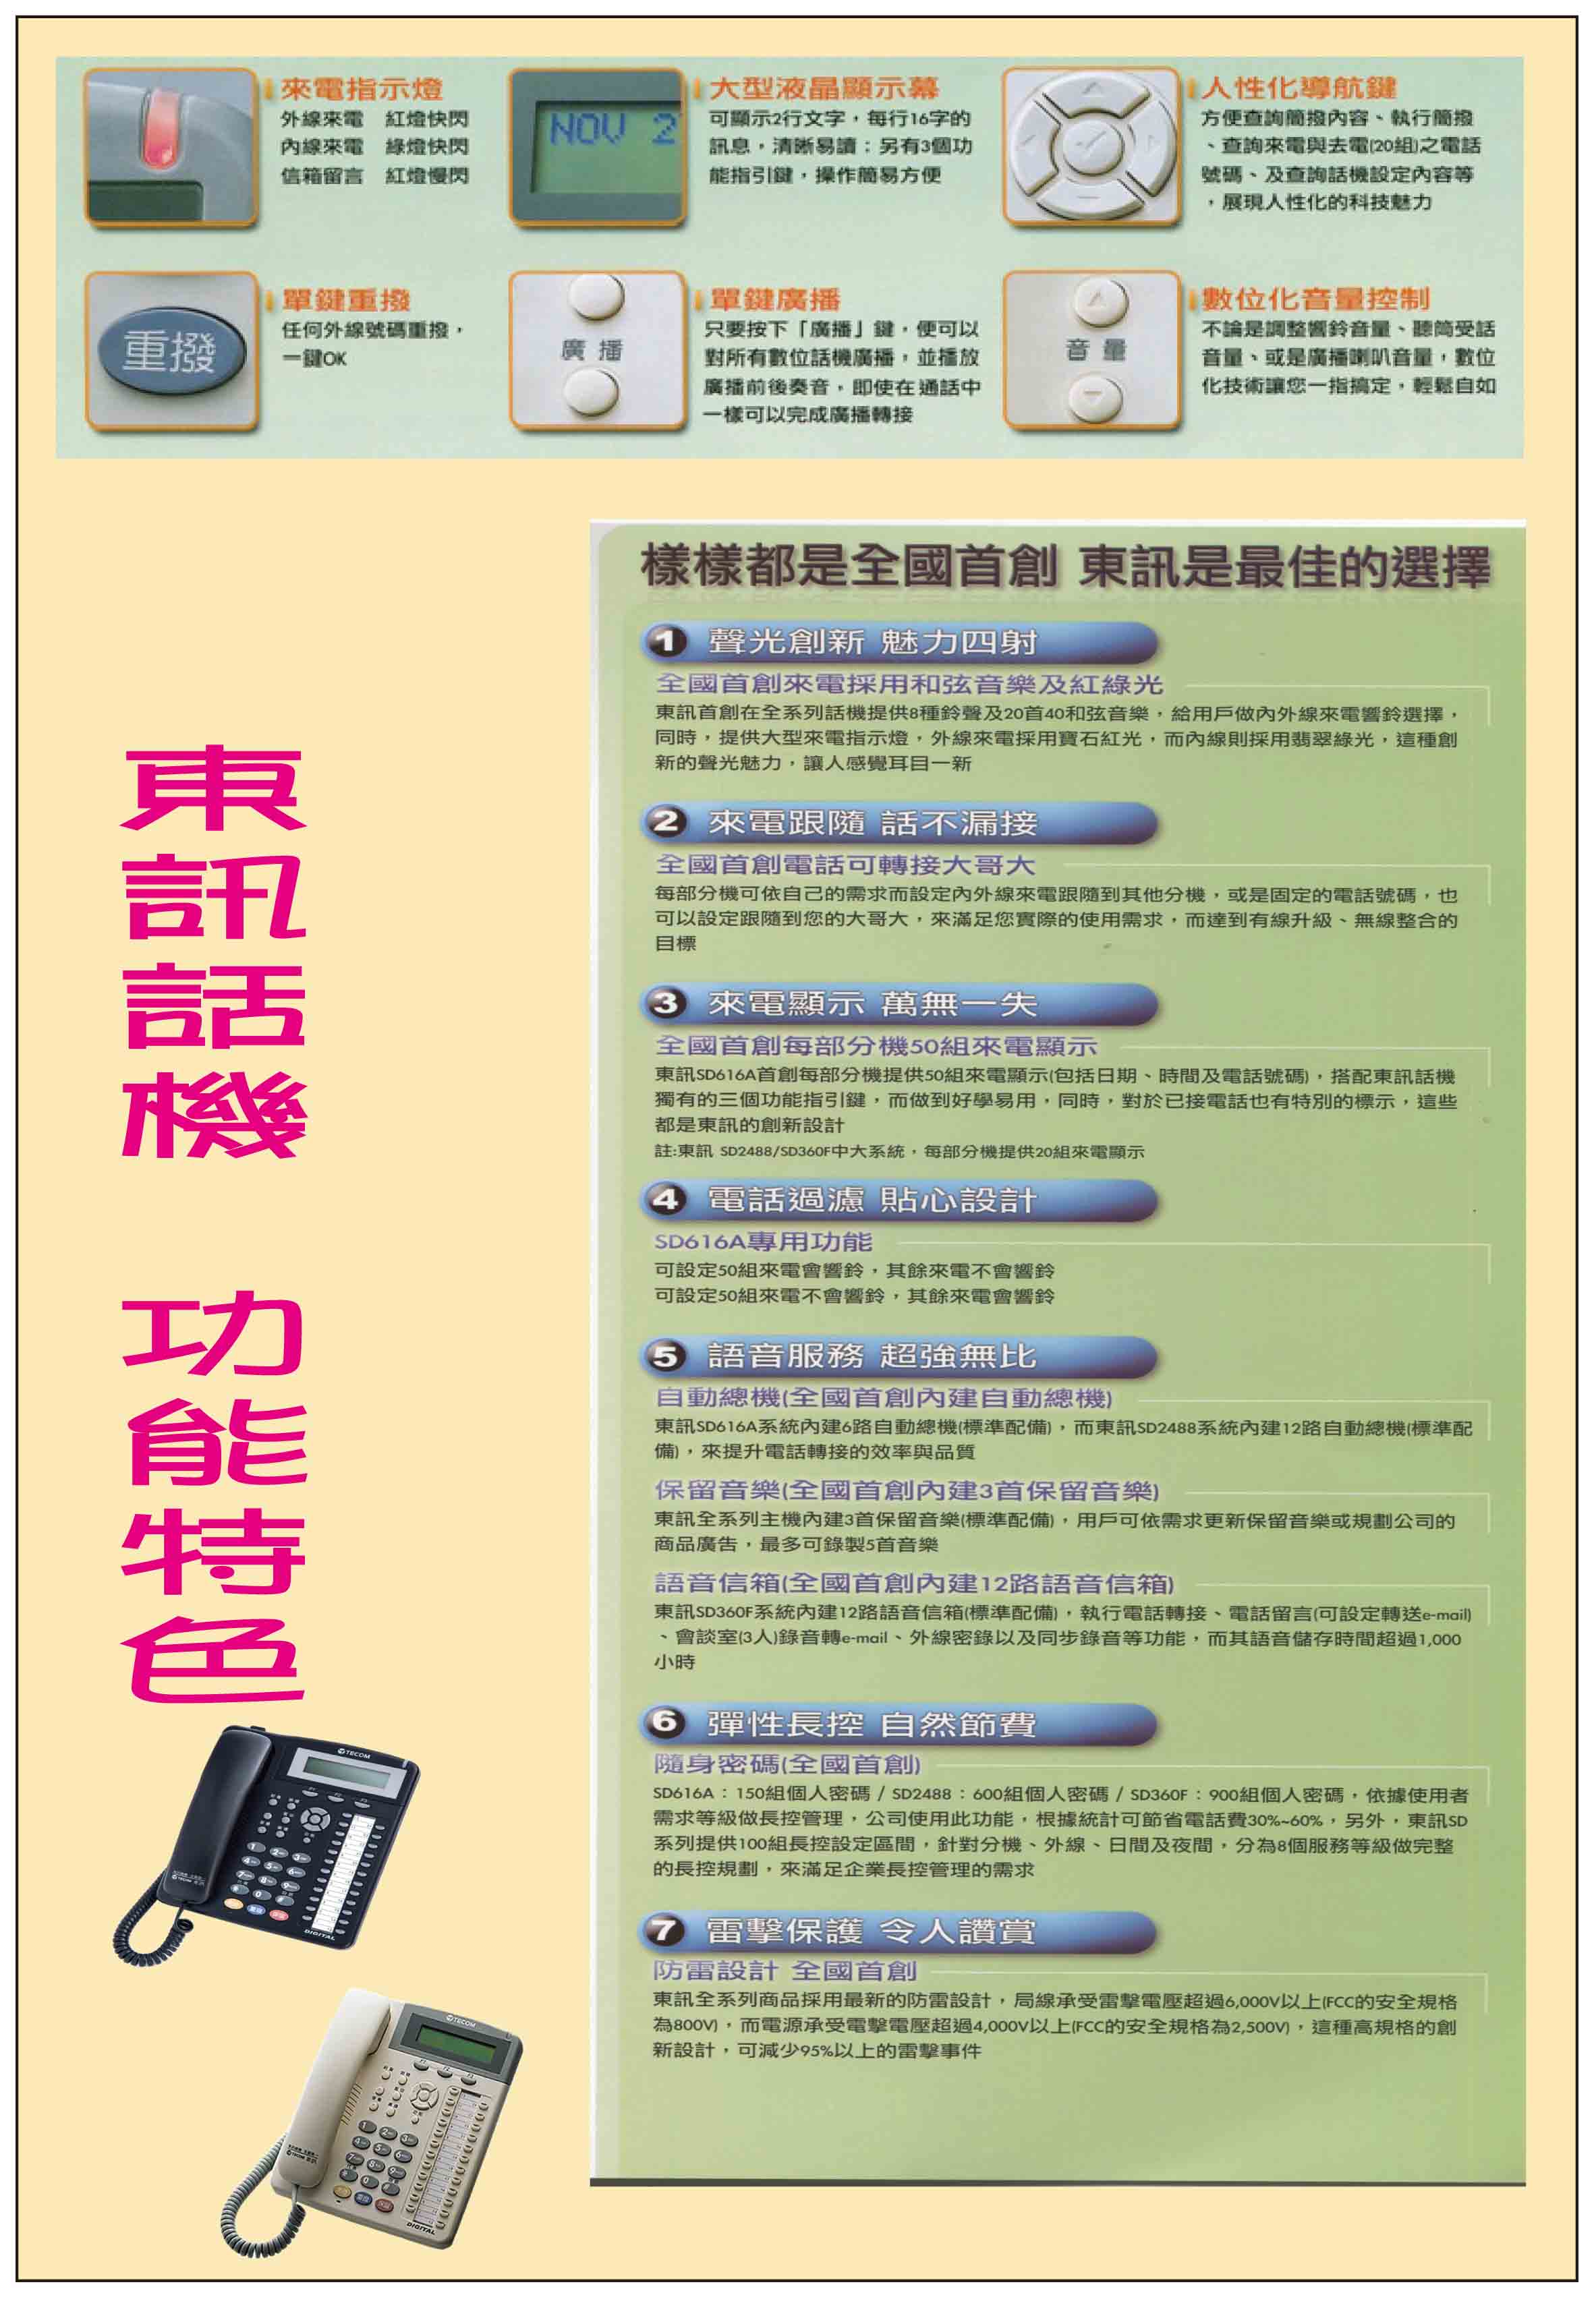 來電指示燈
外線來電 紅燈快閃
內線來電 綠燈快閃
信箱留言 紅燈慢閃
NOV 2
大型液晶顯示幕
可顯示2行文字，每行16字的
訊息，清晰易讀；另有3個功
能指引鍵，操作簡易方便
人性化導航鍵
方便查詢簡撥內容、執行簡撥
、查詢來電與去電(20組)之電話
號碼、及查詢話機設定內容等
，展現人性化的科技魅力
重撥
單鍵重撥
任何外線號碼重撥，
一鍵OK
廣 播
單鍵廣播
只要按下「廣播」鍵，便可以
對所有數位話機廣播，並播放
廣播前後奏音，即使在通話中
一樣可以完成廣播轉接
音 量
數位化音量控制
不論是調整響鈴音量、聽筒受話
音量、或是廣播喇叭音量，數位
化技術讓您一指搞定，輕鬆自如
東訊話機 功能特色
樣樣都是全國首創 東訊是最佳的選擇
1 聲光創新 魅力四射
全國首創來電採用和弦音樂及紅綠光
東訊首創在全系列話機提供8種鈴聲及20首40和弦音樂，給用戶做內外線來電響鈴選擇，
同時，提供大型來電指示燈，外線來電採用寶石紅光，而內線則採用翡翠綠光，這種創
新的聲光魅力，讓人感覺耳目一新
2 來電跟隨 話不漏接
全國首創電話可轉接大哥大
每部分機可依自己的需求而設定內外線來電跟隨到其他分機，或是固定的電話號碼，也
可以設定跟隨到您的大哥大，來滿足您實際的使用需求，而達到有線升級、無線整合的
目標
3 來電顯示 萬無一失
全國首創每部分機50組來電顯示
東訊SD616A首創每部分機提供50組來電顯示(包括日期、時間及電話號碼)，搭配東訊話機
獨有的三個功能指引鍵，而做到好學易用，同時，對於已接電話也有特別的標示，這些
都是東訊的創新設計
註:東訊 SD2488/SD360F中大系統，每部分機提供20組來電顯示
4 電話過濾 貼心設計
SD616A專用功能
可設定50組來電會響鈴，其餘來電不會響鈴
可設定50組來電不會響鈴，其餘來電會響鈴
5 語音服務 超強無比
自動總機(全國首創內建自動總機)
東訊SD616A系統內建6路自動總機(標準配備)，而東訊SD2488系統內建12路自動總機(標準配
備)，來提升電話轉接的效率與品質
保留音樂(全國首創內建3首保留音樂)
東訊全系列主機內建3首保留音樂(標準配備)，用戶可依需求更新保留音樂或規劃公司的
商品廣告，最多可錄製5首音樂
語音信箱(全國首創內建12路語音信箱)
東訊SD360F系統內建12路語音信箱(標準配備)，執行電話轉接、電話留言(可設定轉送e-mail)
、會談室(3人)錄音轉e-mail、外線密錄以及同步錄音等功能，而其語音儲存時間超過1,000
小時
6 彈性長控 自然節費
隨身密碼(全國首創)
SD616A：150組個人密碼 / SD2488：600組個人密碼 / SD360F：900組個人密碼，依據使用者
需求等級做長控管理，公司使用此功能，根據統計可節省電話費30%~60%，另外，東訊SD
系列提供100組長控設定區間，針對分機、外線、日間及夜間，分為8個服務等級做完整
的長控規劃，來滿足企業長控管理的需求
7 雷擊保護 令人讚賞
防雷設計 全國首創
東訊全系列商品採用最新的防雷設計，局線承受雷擊電壓超過6,000V以上(FCC的安全規格
為800V)，而電源承受電擊電壓超過4,000V以上(FCC的安全規格為2,500V)，這種高規格的創
新設計，可減少95%以上的雷擊事件
TECOM
DIGITAL
TECOM
DIGITAL